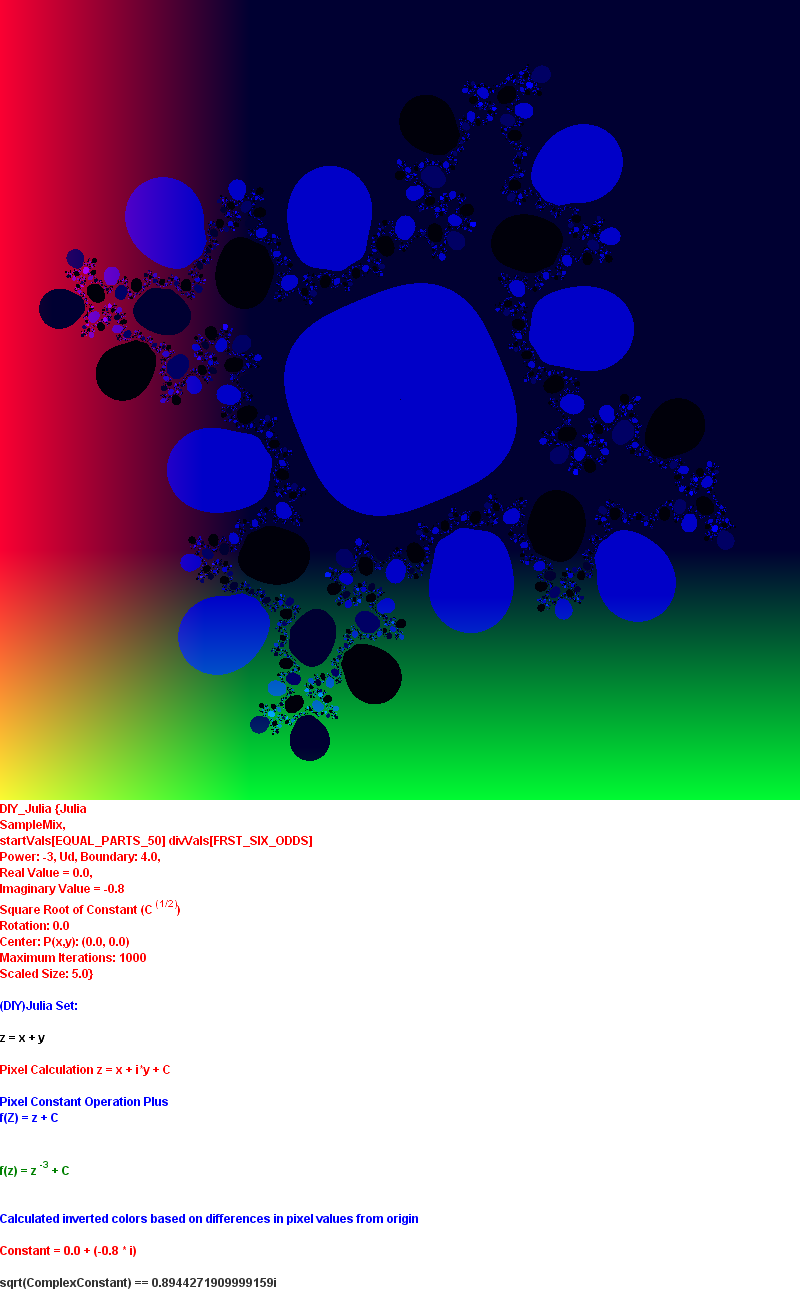 DIY_Julia {Julia
SampleMix,
startVals[EQUAL_PARTS_50] divVals[FRST_SIX_ODDS]
Power: -3, Ud, Boundary: 4.0,
Real Value = 0.0,
Imaginary Value = -0.8
Square Root of Constant (C (1/2))
Rotation: 0.0
Center: P(x,y): (0.0, 0.0)
Maximum Iterations: 1000
Scaled Size: 5.0}
(DIY)Julia Set:
z = x + y
Pixel Calculation z = x + i*y + C
Pixel Constant Operation Plus
f(Z) = z + C
f(z) = z -3 + C
Calculated inverted colors based on differences in pixel values from origin
Constant = 0.0 + (-0.8 * i)
sqrt(ComplexConstant) == 0.8944271909999159i